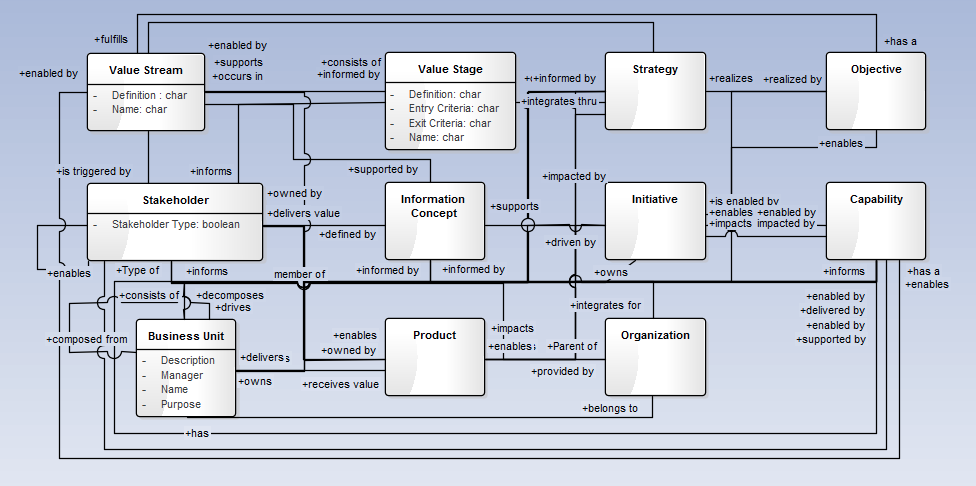 +fulfills
+has a
+enabled by
+enabled by
+supports
+occurs in
Value Stream
- Definition : char
- Name: char
+consists of
+informed by
Value Stage
- Definition: char
- Entry Criteria: char
- Exit Criteria: char
- Name: char
+informed by
+integrates thru
Strategy
+realizes
+realized by
Objective
+enables
+is triggered by
+informs
+supported by
+impacted by
Stakeholder
- Stakeholder Type: boolean
+owned by
+delivers value
+defined by
Information
Concept
+supports
+driven by
Initiative
+is enabled by
+enables +enabled by
+impacts impacted by
Capability
+enables
+Type of
+informs
member of
+informed by
+informed by
+owns
+informs
+has a
+enables
+consists of
+decomposes
+drives
+integrates for
+enabled by
+delivered by
+enabled by
+supported by
+composed from
Business Unit
- Description
- Manager
- Name
- Purpose
+delivers
+owns
+enables
+owned by
+receives value
Product
+impacts
+enables
+Parent of
+provided by
Organization
+belongs to
+has